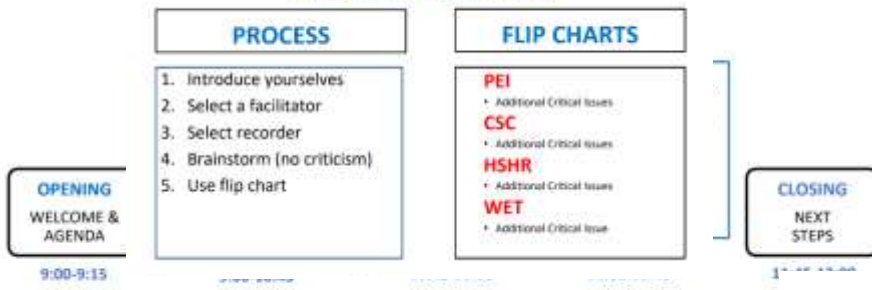 PROCESS
1. Introduce yourselves
2. Select a facilitator
3. Select recorder
4. Brainstorm (no criticism)
5. Use flip chart
FLIP CHARTS
PEI
• Additional Critical Issues
CSC
• Additional Critical Issues
HSHR
• Additional Critical Issues
WET
• Additional Critical Issue
OPENING
WELCOME &
AGENDA
9:00-9:15
CLOSING
NEXT
STEPS